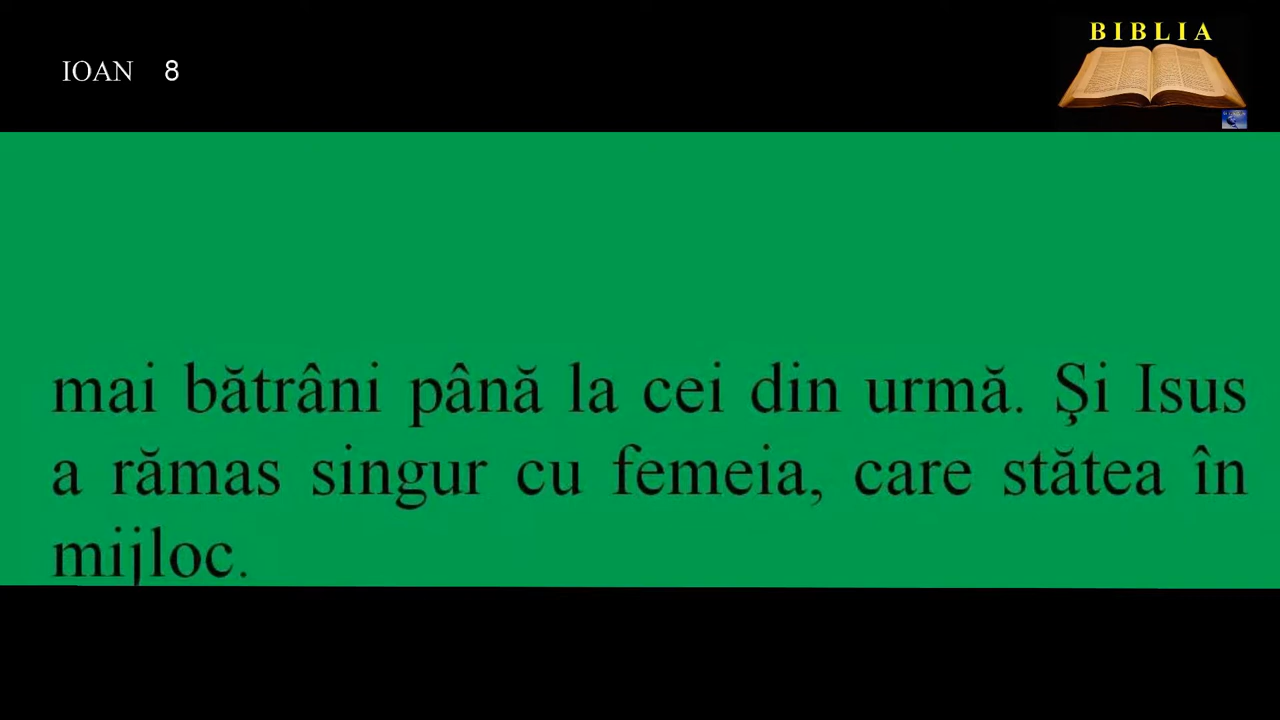 IOAN 8
BIBLIA
mai bătrâni până la cei din urmă. Şi Isus
a rămas singur cu femeia, care stătea în
mijloc.